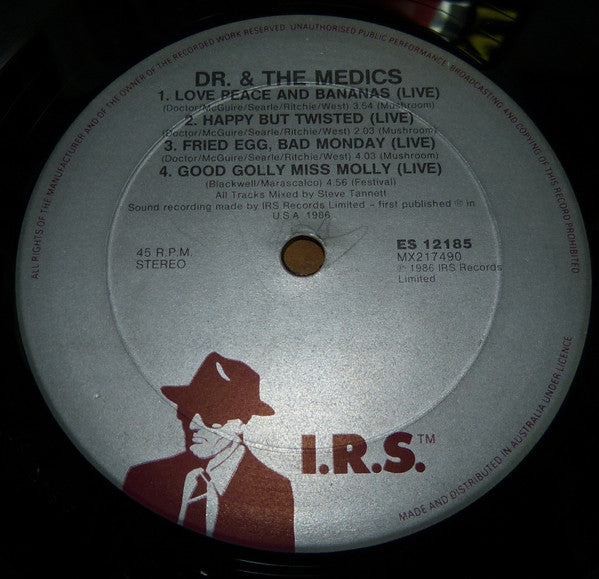 ALL RIGHTS OF THE MANUFACTURER AND OF THE OWNER OF THE RECORDED WORK RESERVED. UNAUTHORISED PUBLIC PERFORMANCE, BROADCASTING AND COPYING OF THIS RECORD PROHIBITED
DR. & THE MEDICS
1. LOVE PEACE AND BANANAS (LIVE)
(Doctor/McGuire/Searle/Ritchie/West) 3.54 (Mushroom)
2. HAPPY BUT TWISTED (LIVE)
(Doctor/McGuire/Searle/Ritchie/West) 2.03 (Mushroom)
3. FRIED EGG, BAD MONDAY (LIVE)
(Doctor/McGuire/Searle/Ritchie/West) 4.03 (Mushroom)
4. GOOD GOLLY MISS MOLLY (LIVE)
(Blackwell/Marascalco) 4.56 (Festival)
All Tracks Mixed by Steve Tannett
Sound recording made by IRS Records Limited – first published ℗ in
U.S.A. 1986
45 R.P.M.
STEREO
ES 12185
MX217490
℗ 1986 IRS Records
Limited
I.R.S.™
MADE AND DISTRIBUTED IN AUSTRALIA UNDER LICENCE